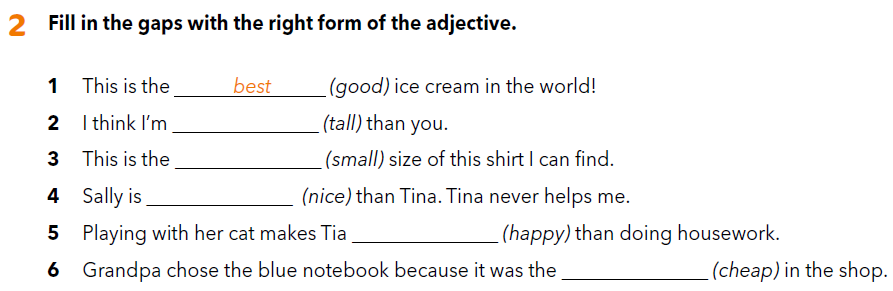 2 Fill in the gaps with the right form of the adjective.
1 This is the best (good) ice cream in the world!
2 I think I'm ______________ (tall) than you.
3 This is the ______________ (small) size of this shirt I can find.
4 Sally is ______________ (nice) than Tina. Tina never helps me.
5 Playing with her cat makes Tia ______________ (happy) than doing housework.
6 Grandpa chose the blue notebook because it was the ______________ (cheap) in the shop.